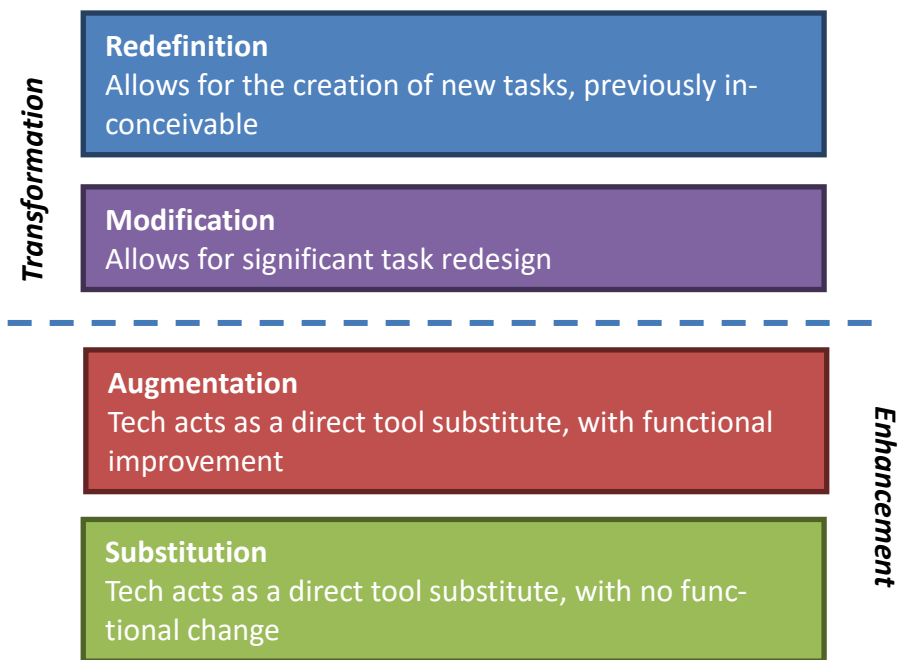 Transformation
Redefinition
Allows for the creation of new tasks, previously in-
conceivable
Modification
Allows for significant task redesign
Augmentation
Tech acts as a direct tool substitute, with functional
improvement
Enhancement
Substitution
Tech acts as a direct tool substitute, with no func-
tional change